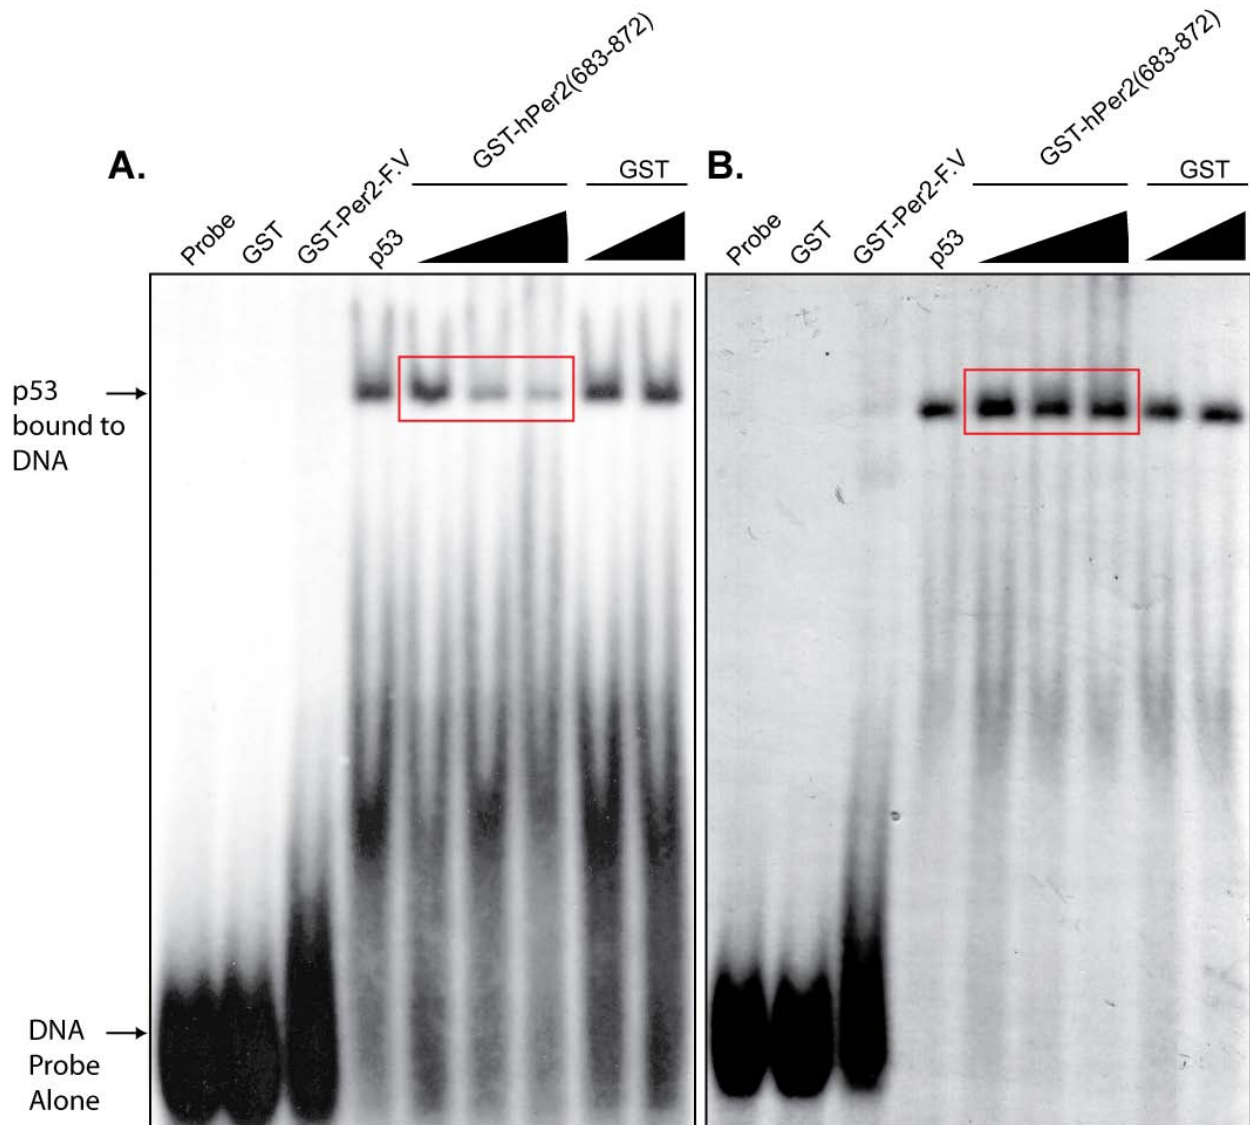 A.
Probe
GST
GST-Per2-F.V
p53
GST-hPer2(683-872)
GST
B.
Probe
GST
GST-Per2-F.V
p53
GST-hPer2(683-872)
GST
p53
bound to
DNA
DNA
Probe
Alone